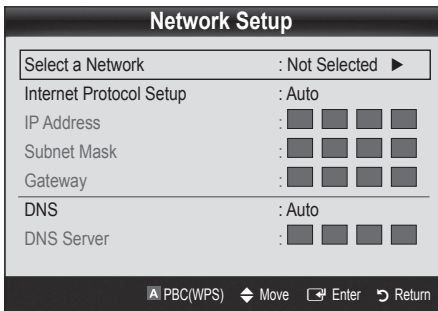 Network Setup
Select a Network : Not Selected ►
Internet Protocol Setup : Auto
IP Address :
Subnet Mask :
Gateway :
DNS : Auto
DNS Server :
A PBC(WPS) Move Enter Return